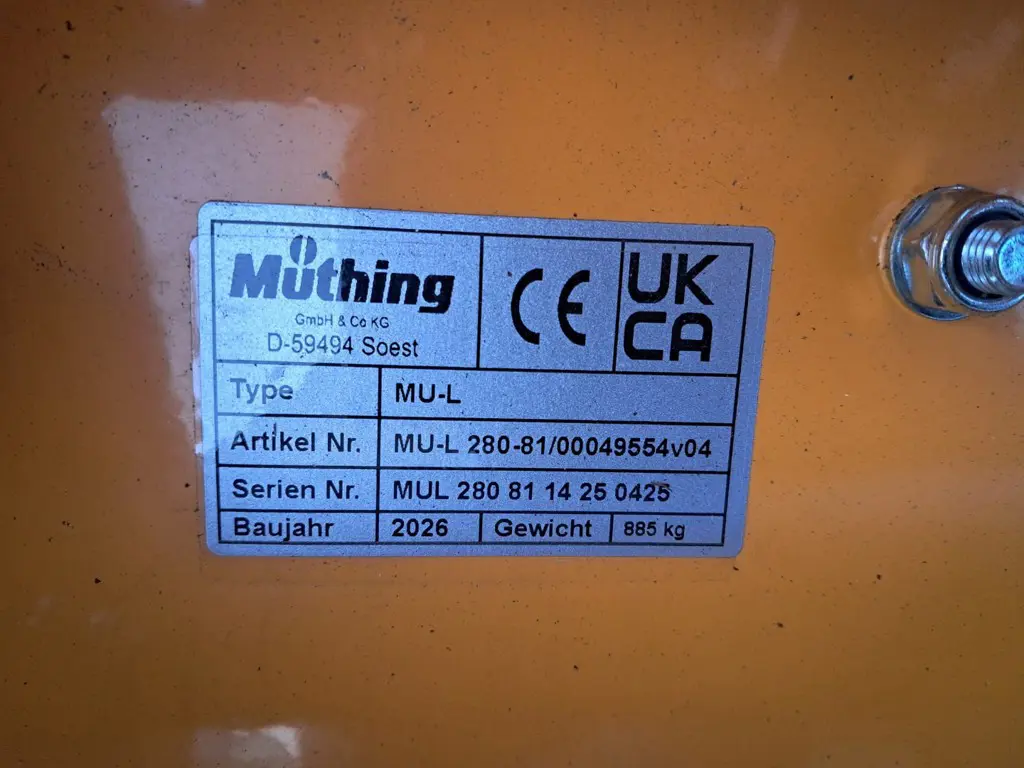 Müthing
GmbH & Co KG
D-59494 Soest
CE
UK
CA
Type MU-L
Artikel Nr. MU-L 280-81/00049554v04
Serien Nr. MUL 280 81 14 25 0425
Baujahr 2026 Gewicht 885 kg